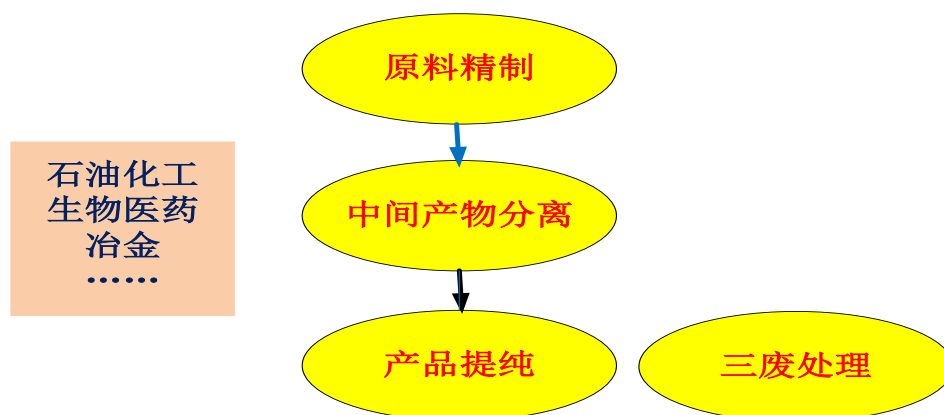 原料精制
石油化工
生物医药
冶金
……
中间产物分离
产品提纯
三废处理